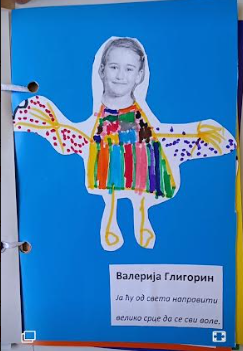 Валерија Глигорин
Ја ћу од света направити
велико срце да се сви воле.